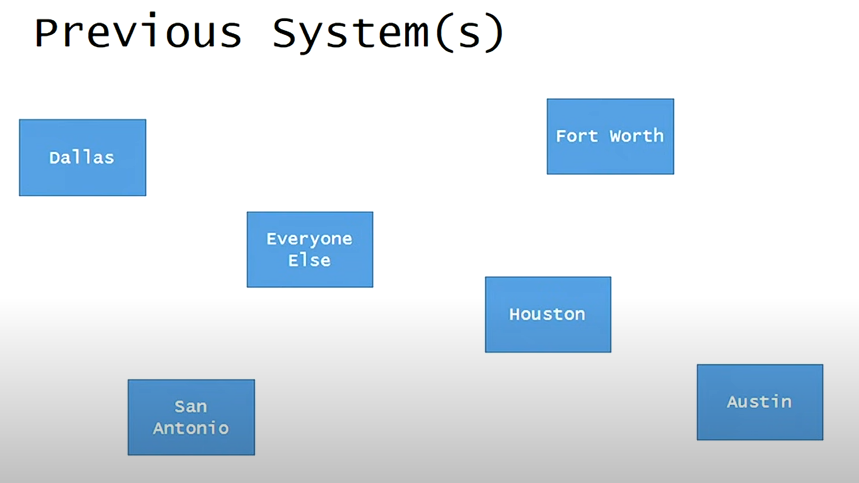 Previous System(s)
Dallas
Fort Worth
Everyone
Else
Houston
San
Antonio
Austin